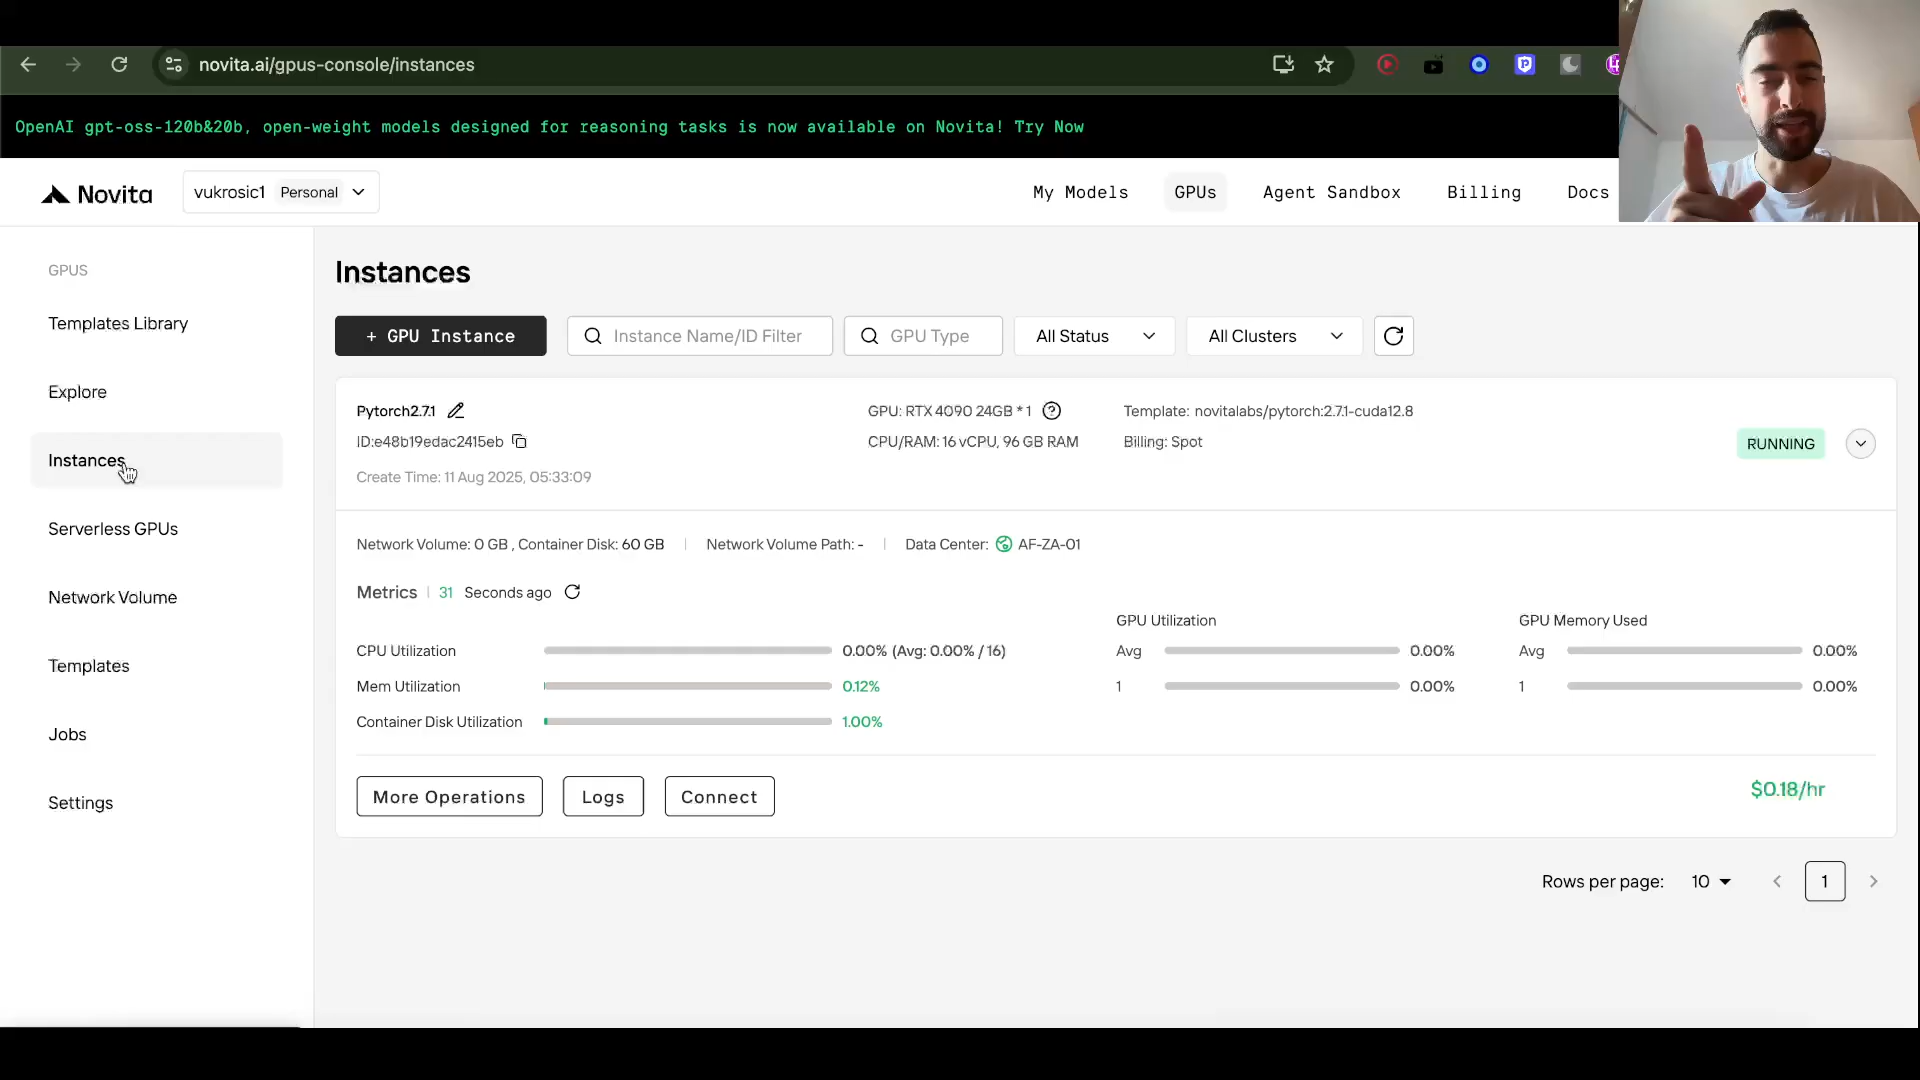 novita.ai/gpus-console/instances
OpenAI gpt-oss-120b&20b, open-weight models designed for reasoning tasks is now available on Novita! Try Now
Novita
vukrosic1 Personal
My Models GPUs Agent Sandbox Billing Docs
GPUS
Templates Library
Explore
Instances
Serverless GPUs
Network Volume
Templates
Jobs
Settings
Instances
+ GPU Instance
Instance Name/ID Filter
GPU Type
All Status
All Clusters
Pytorch2.7.1
ID:e48b19edac2415eb
Create Time: 11 Aug 2025, 05:33:09
GPU: RTX 4090 24GB * 1
CPU/RAM: 16 vCPU, 96 GB RAM
Template: novitalabs/pytorch:2.7.1-cuda12.8
Billing: Spot
RUNNING
Network Volume: 0 GB , Container Disk: 60 GB
Network Volume Path: -
Data Center: AF-ZA-01
Metrics 31 Seconds ago
CPU Utilization 0.00% (Avg: 0.00% / 16)
Mem Utilization 0.12%
Container Disk Utilization 1.00%
GPU Utilization
Avg 0.00%
1 0.00%
GPU Memory Used
Avg 0.00%
1 0.00%
More Operations
Logs
Connect
$0.18/hr
Rows per page: 10
1